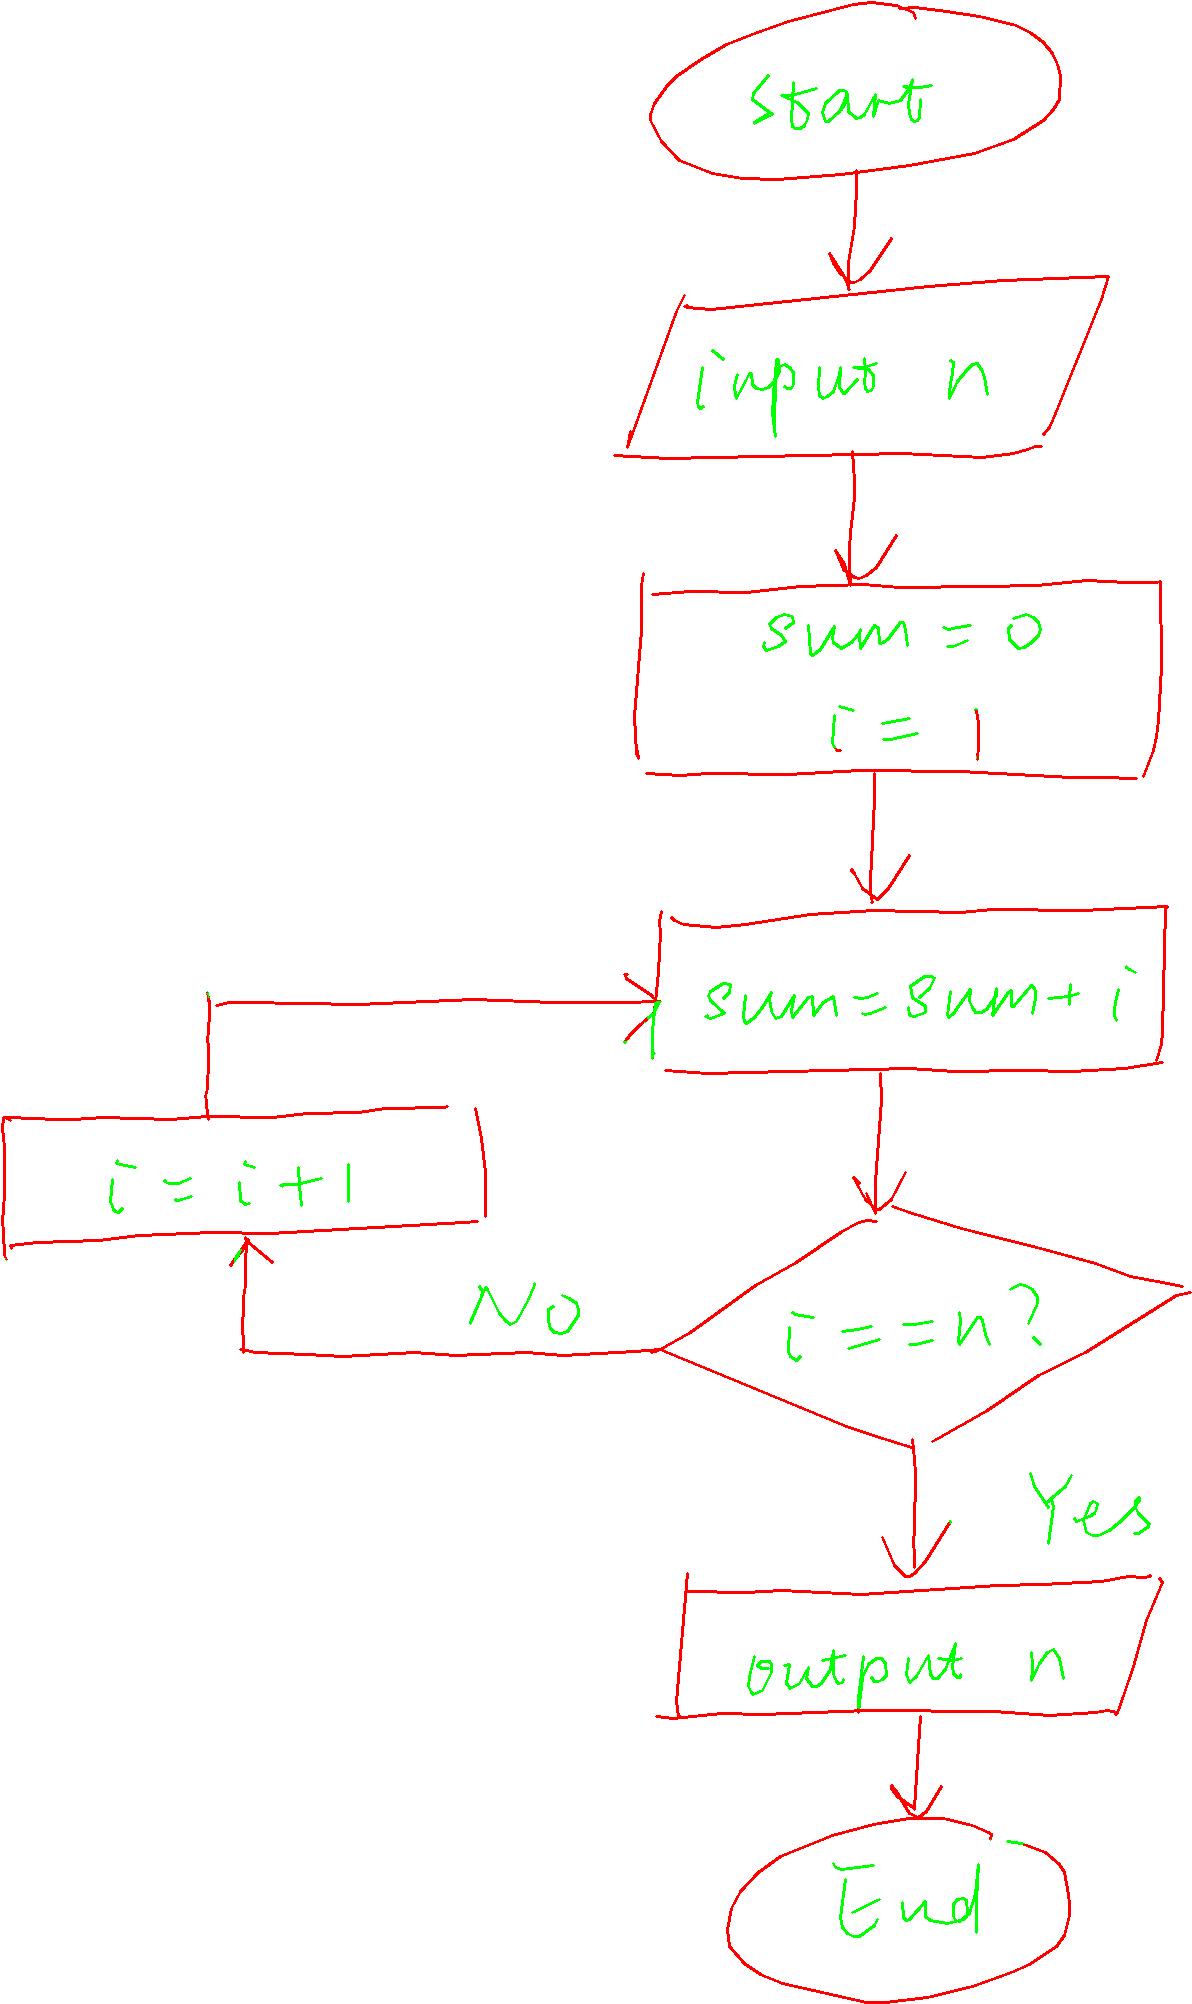 start
input n
sum = 0
i = 1
sum=sum+ i
i = i +1
No
i = =n?
Yes
output n
End